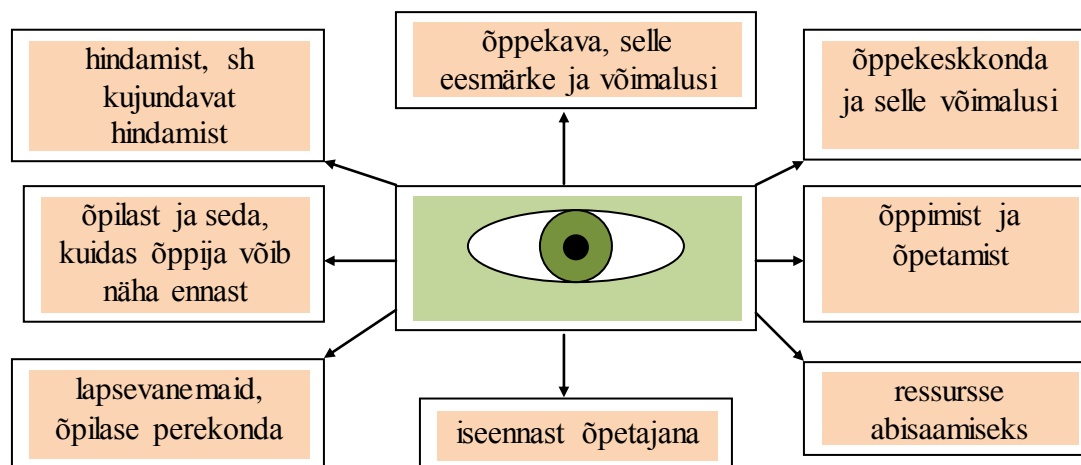 hindamist, sh
kujundavat
hindamist
õppekava, selle
eesmärke ja võimalusi
õppekeskkonda
ja selle võimalusi
õpilast ja seda,
kuidas õppija võib
näha ennast
õppimist ja
õpetamist
lapsevanemaid,
õpilase perekonda
iseennast õpetajana
ressursse
abisaamiseks